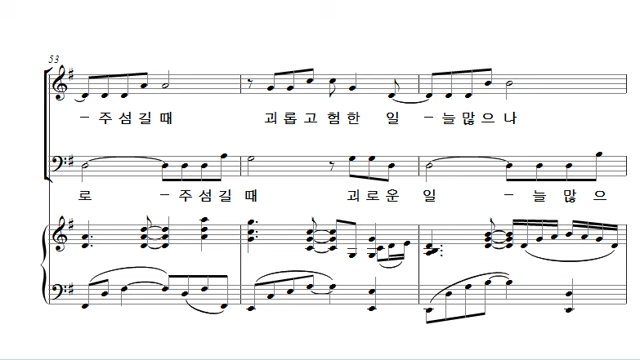 53
- 주 섬 길 때 괴 롭 고 험 한 일 - 늘 많 으 나
로 - 주 섬 길 때 괴 로 운 일 - 늘 많 으